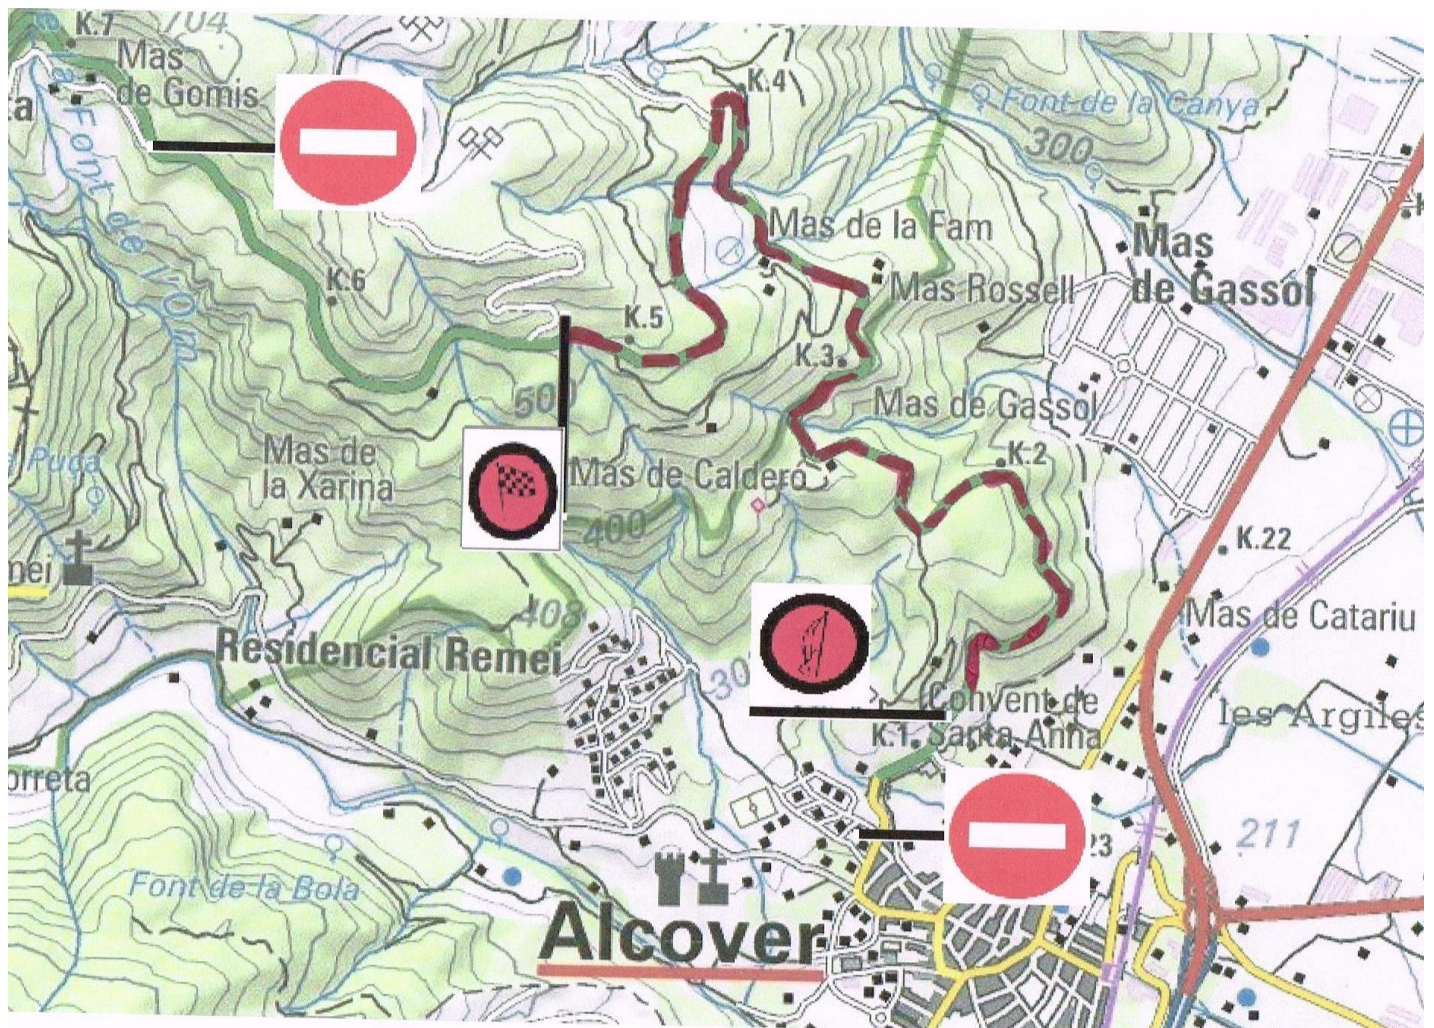 K.7
704
Mas
de Gomis
a
K.4
Font de la Canya
300
Font de l'Om
Mas de la Fam
Mas
de Gassol
K.6
Mas Rossell
K.5
K.3
500
Mas de Gassol
Mas de
la Xarina
Mas de Calderó
K.2
Puça
400
K.22
mei
408
Mas de Catariu
Residencial Remei
30
Convent de
Santa Anna
K.1
les Argiles
orreta
211
23
Font de la Bola
Alcover